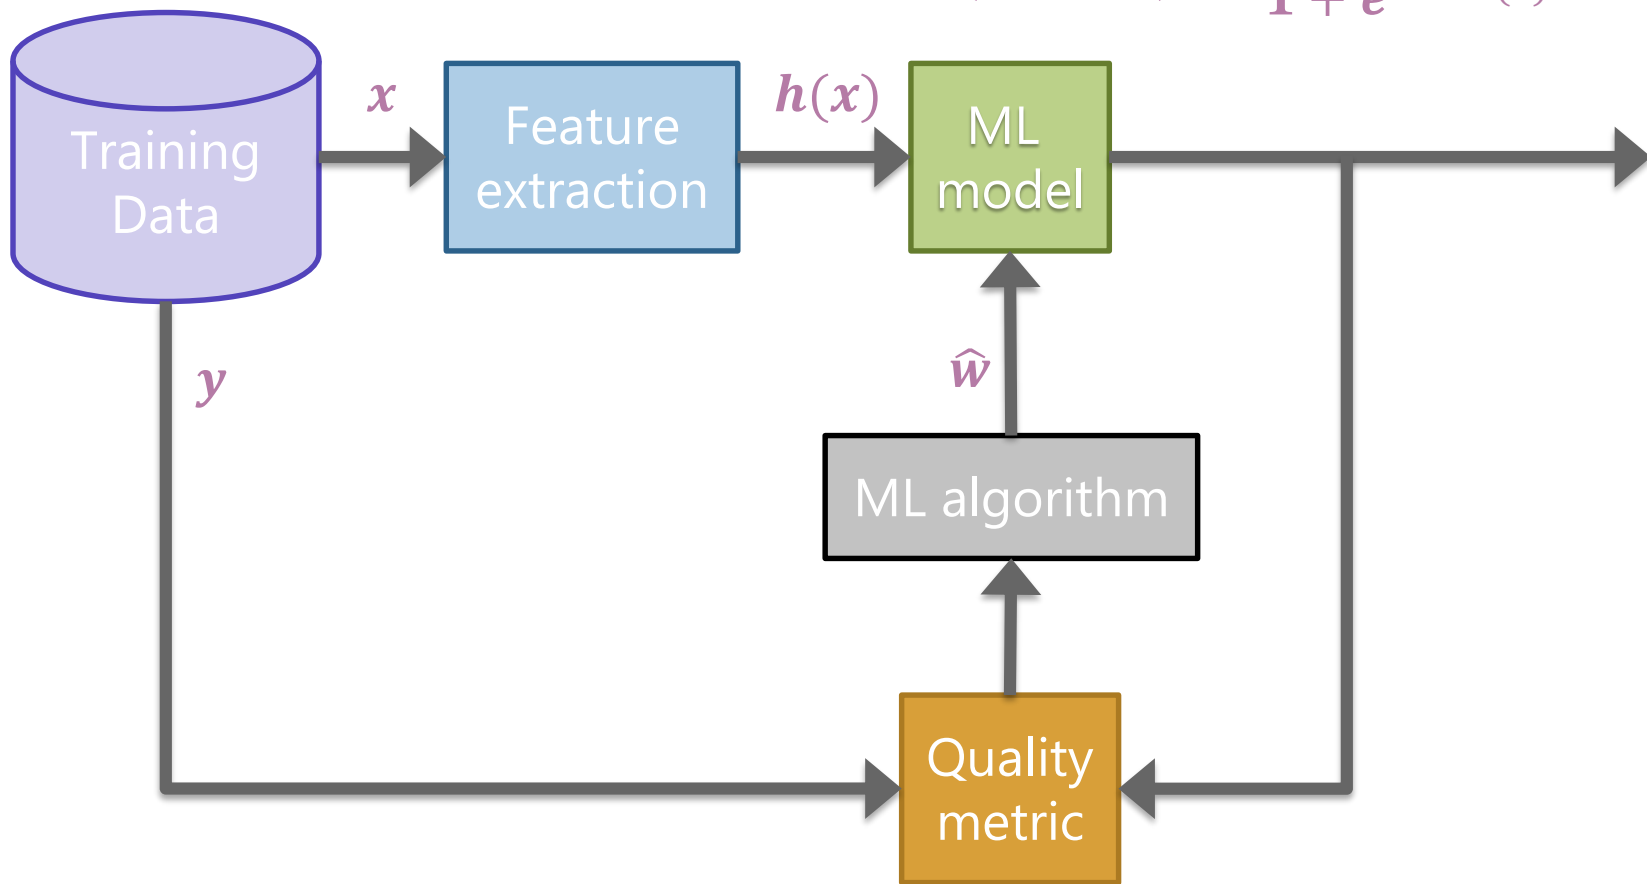 x
h(x)
Training
Data
Feature
extraction
ML
model
y
ŵ
ML algorithm
Quality
metric